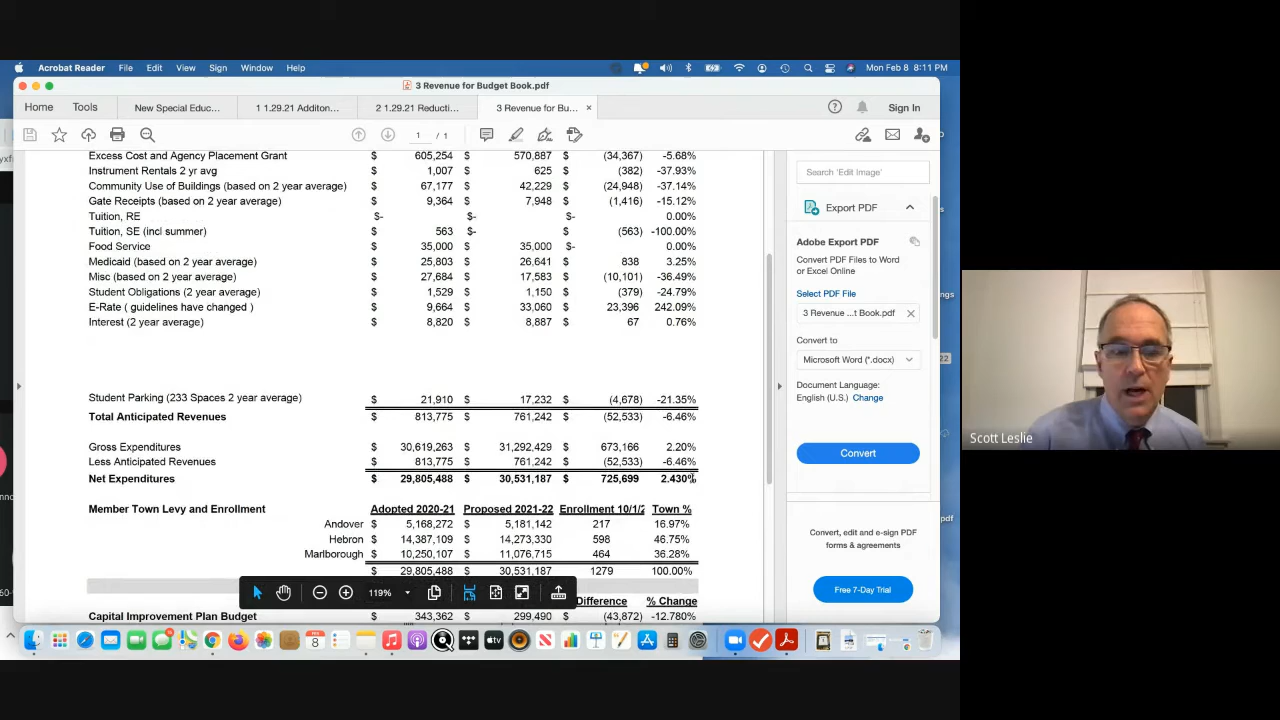 Acrobat Reader File Edit View Sign Window Help Mon Feb 8 8:11 PM
3 Revenue for Budget Book.pdf
Home Tools New Special Educ... 1 1.29.21 Additon... 2 1.29.21 Reducti... 3 Revenue for Bu... × Sign In
1 / 1
Excess Cost and Agency Placement Grant $ 605,254 $ 570,887 $ (34,367) -5.68%
Instrument Rentals 2 yr avg $ 1,007 $ 625 $ (382) -37.93%
Community Use of Buildings (based on 2 year average) $ 67,177 $ 42,229 $ (24,948) -37.14%
Gate Receipts (based on 2 year average) $ 9,364 $ 7,948 $ (1,416) -15.12%
Tuition, RE $- $- $- 0.00%
Tuition, SE (incl summer) $ 563 $- $ (563) -100.00%
Food Service $ 35,000 $ 35,000 $- 0.00%
Medicaid (based on 2 year average) $ 25,803 $ 26,641 $ 838 3.25%
Misc (based on 2 year average) $ 27,684 $ 17,583 $ (10,101) -36.49%
Student Obligations (2 year average) $ 1,529 $ 1,150 $ (379) -24.79%
E-Rate ( guidelines have changed ) $ 9,664 $ 33,060 $ 23,396 242.09%
Interest (2 year average) $ 8,820 $ 8,887 $ 67 0.76%
Student Parking (233 Spaces 2 year average) $ 21,910 $ 17,232 $ (4,678) -21.35%
Total Anticipated Revenues $ 813,775 $ 761,242 $ (52,533) -6.46%
Gross Expenditures $ 30,619,263 $ 31,292,429 $ 673,166 2.20%
Less Anticipated Revenues $ 813,775 $ 761,242 $ (52,533) -6.46%
Net Expenditures $ 29,805,488 $ 30,531,187 $ 725,699 2.430%
Member Town Levy and Enrollment Adopted 2020-21 Proposed 2021-22 Enrollment 10/1/2 Town %
Andover $ 5,168,272 $ 5,181,142 217 16.97%
Hebron $ 14,387,109 $ 14,273,330 598 46.75%
Marlborough $ 10,250,107 $ 11,076,715 464 36.28%
$ 29,805,488 $ 30,531,187 1279 100.00%
119%
Difference % Change
Capital Improvement Plan Budget $ 343,362 $ 299,490 $ (43,872) -12.780%
Search 'Edit Image'
Export PDF
Adobe Export PDF
Convert PDF Files to Word
or Excel Online
Select PDF File
3 Revenue ...t Book.pdf
Convert to
Microsoft Word (*.docx)
Document Language:
English (U.S.) Change
Convert
Convert, edit and e-sign PDF
forms & agreements
Free 7-Day Trial
Scott Leslie